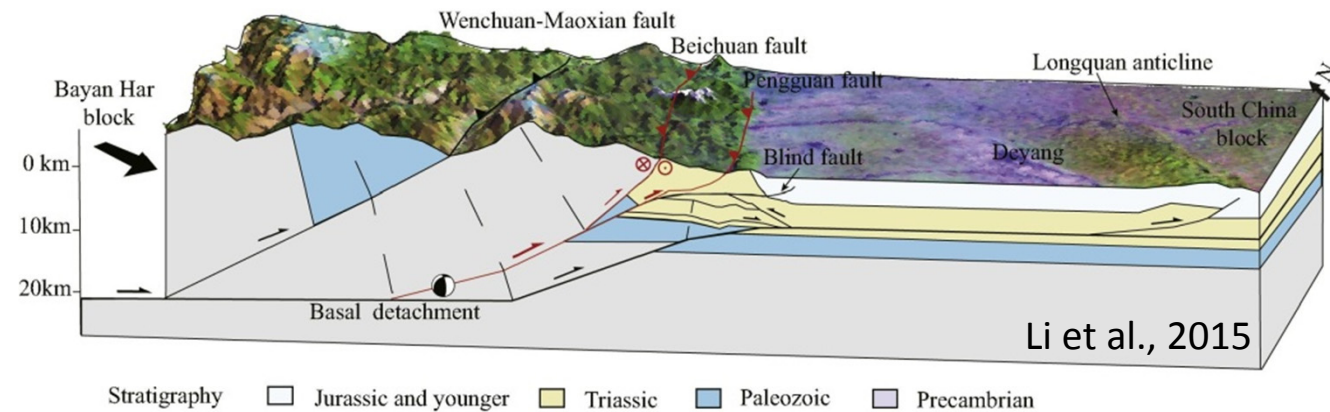 Wenchuan-Maoxian fault
Beichuan fault
Pengguan fault
Longquan anticline
N
South China
block
Bayan Har
block
Deyang
Blind fault
0 km
10km
20km
Basal detachment
Li et al., 2015
Stratigraphy Jurassic and younger Triassic Paleozoic Precambrian